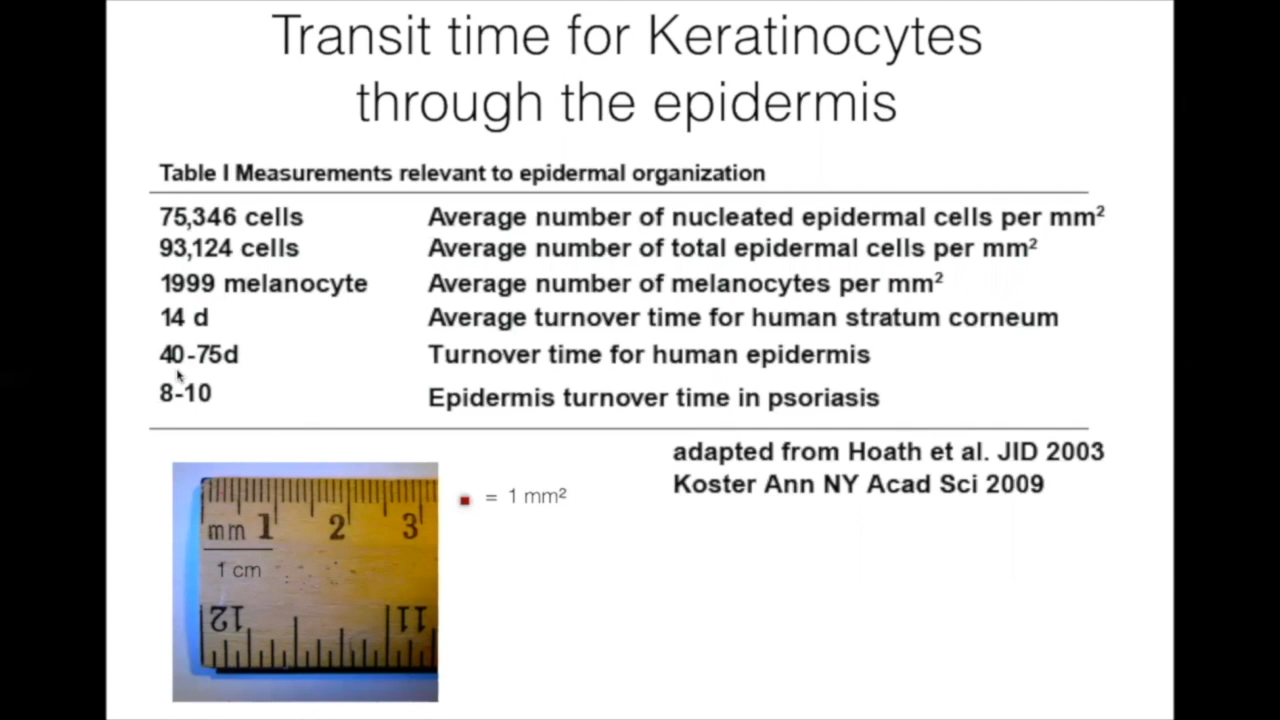 Transit time for Keratinocytes
through the epidermis
Table I Measurements relevant to epidermal organization
75,346 cells Average number of nucleated epidermal cells per mm²
93,124 cells Average number of total epidermal cells per mm²
1999 melanocyte Average number of melanocytes per mm²
14 d Average turnover time for human stratum corneum
40-75d Turnover time for human epidermis
8-10 Epidermis turnover time in psoriasis
adapted from Hoath et al. JID 2003
Koster Ann NY Acad Sci 2009
= 1 mm²
mm 1 2 3
1 cm
12 11